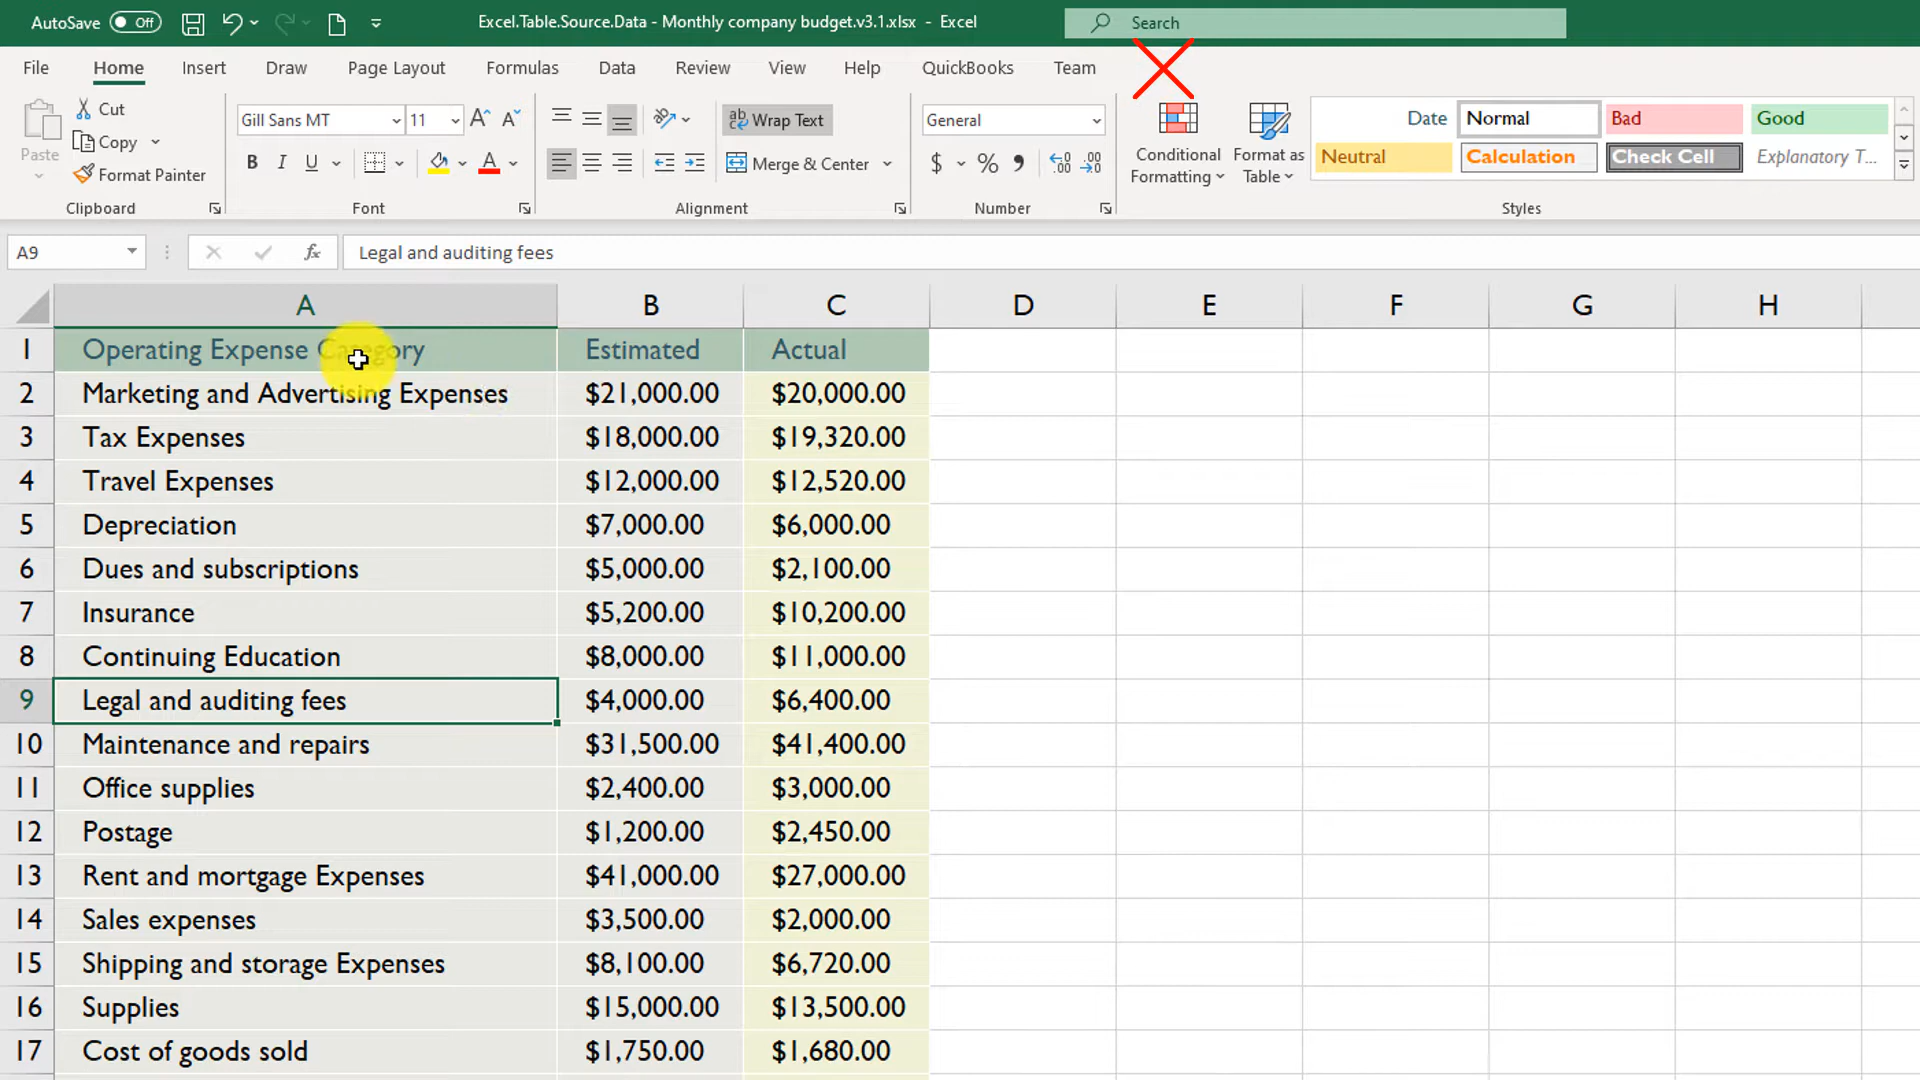 AutoSave Off Excel.Table.Source.Data - Monthly company budget.v3.1.xlsx - Excel Search
File Home Insert Draw Page Layout Formulas Data Review View Help QuickBooks Team
Paste Cut Copy Format Painter
Clipboard
Gill Sans MT 11
B I U A
Font
Wrap Text
Merge & Center
Alignment
General
$ % 9 .00
Number
Conditional Formatting
Format as Table
Date Normal Bad Good
Neutral Calculation Check Cell Explanatory T...
Styles
A9 fx Legal and auditing fees
A B C D E F G H
1 Operating Expense Category Estimated Actual
2 Marketing and Advertising Expenses $21,000.00 $20,000.00
3 Tax Expenses $18,000.00 $19,320.00
4 Travel Expenses $12,000.00 $12,520.00
5 Depreciation $7,000.00 $6,000.00
6 Dues and subscriptions $5,000.00 $2,100.00
7 Insurance $5,200.00 $10,200.00
8 Continuing Education $8,000.00 $11,000.00
9 Legal and auditing fees $4,000.00 $6,400.00
10 Maintenance and repairs $31,500.00 $41,400.00
11 Office supplies $2,400.00 $3,000.00
12 Postage $1,200.00 $2,450.00
13 Rent and mortgage Expenses $41,000.00 $27,000.00
14 Sales expenses $3,500.00 $2,000.00
15 Shipping and storage Expenses $8,100.00 $6,720.00
16 Supplies $15,000.00 $13,500.00
17 Cost of goods sold $1,750.00 $1,680.00